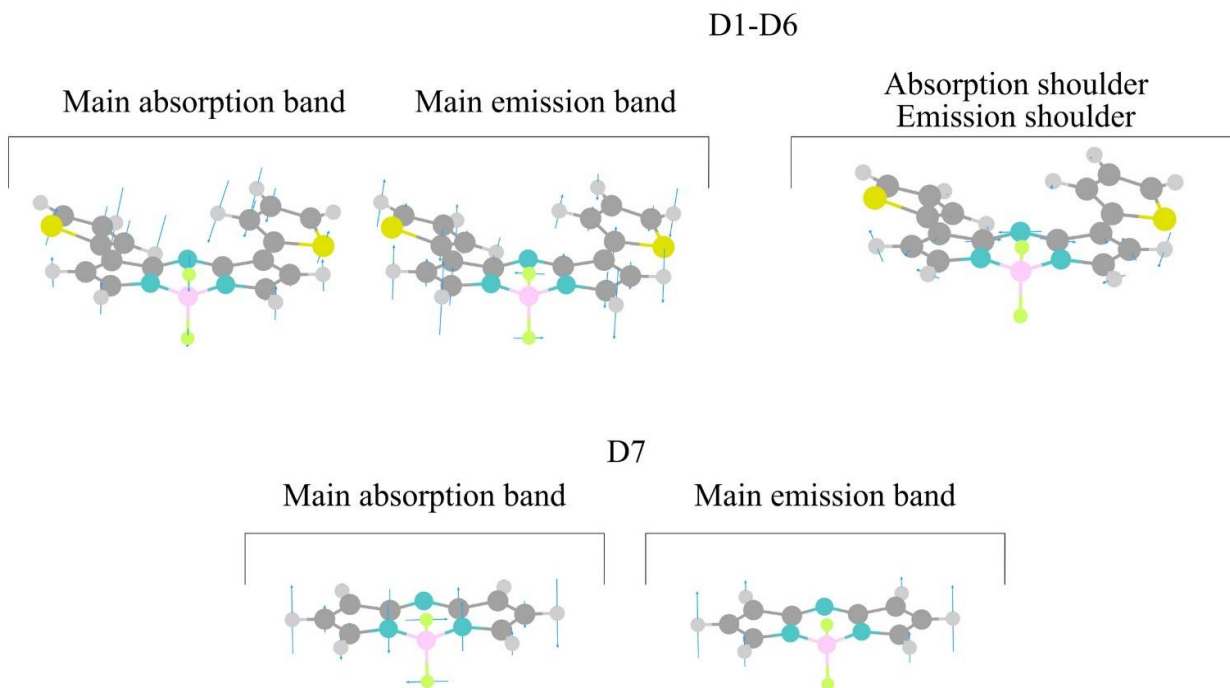 D1-D6
Main absorption band
Main emission band
Absorption shoulder
Emission shoulder
D7
Main absorption band
Main emission band